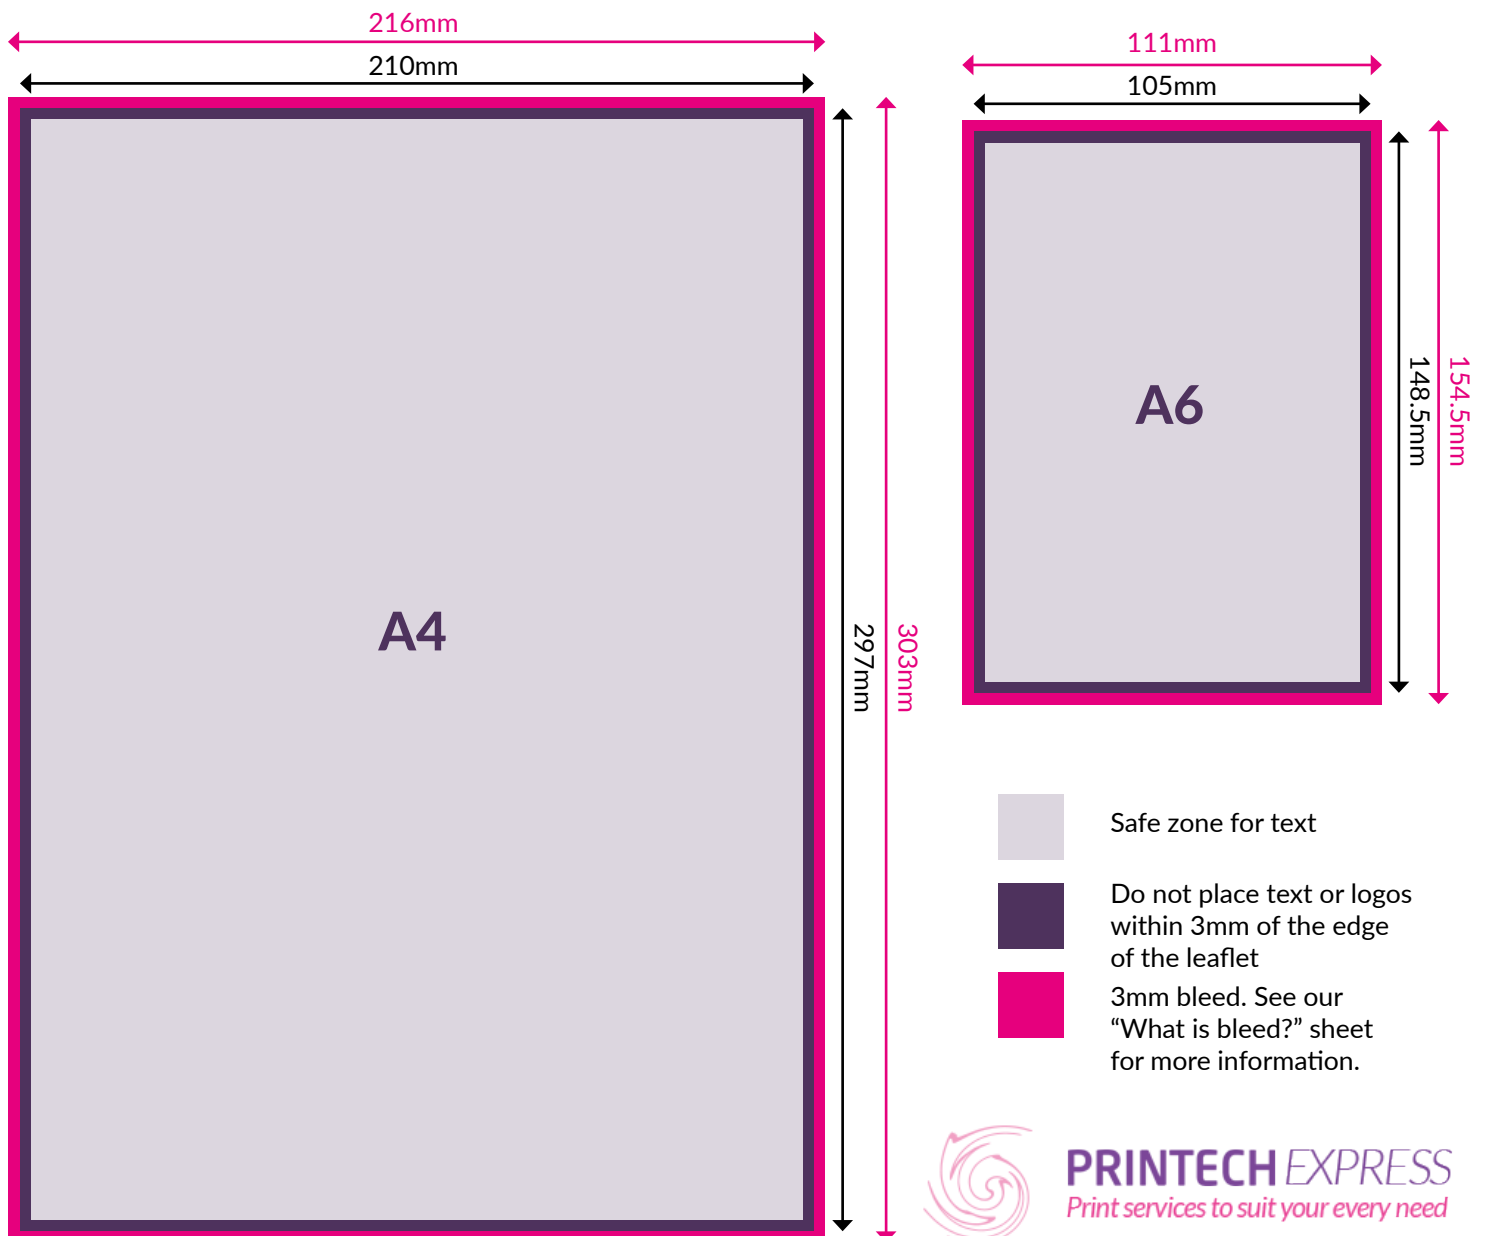 216mm
210mm
A4
297mm
303mm
111mm
105mm
A6
148.5mm
154.5mm
Safe zone for text
Do not place text or logos
within 3mm of the edge
of the leaflet
3mm bleed. See our
“What is bleed?” sheet
for more information.
PRINTECH EXPRESS
Print services to suit your every need